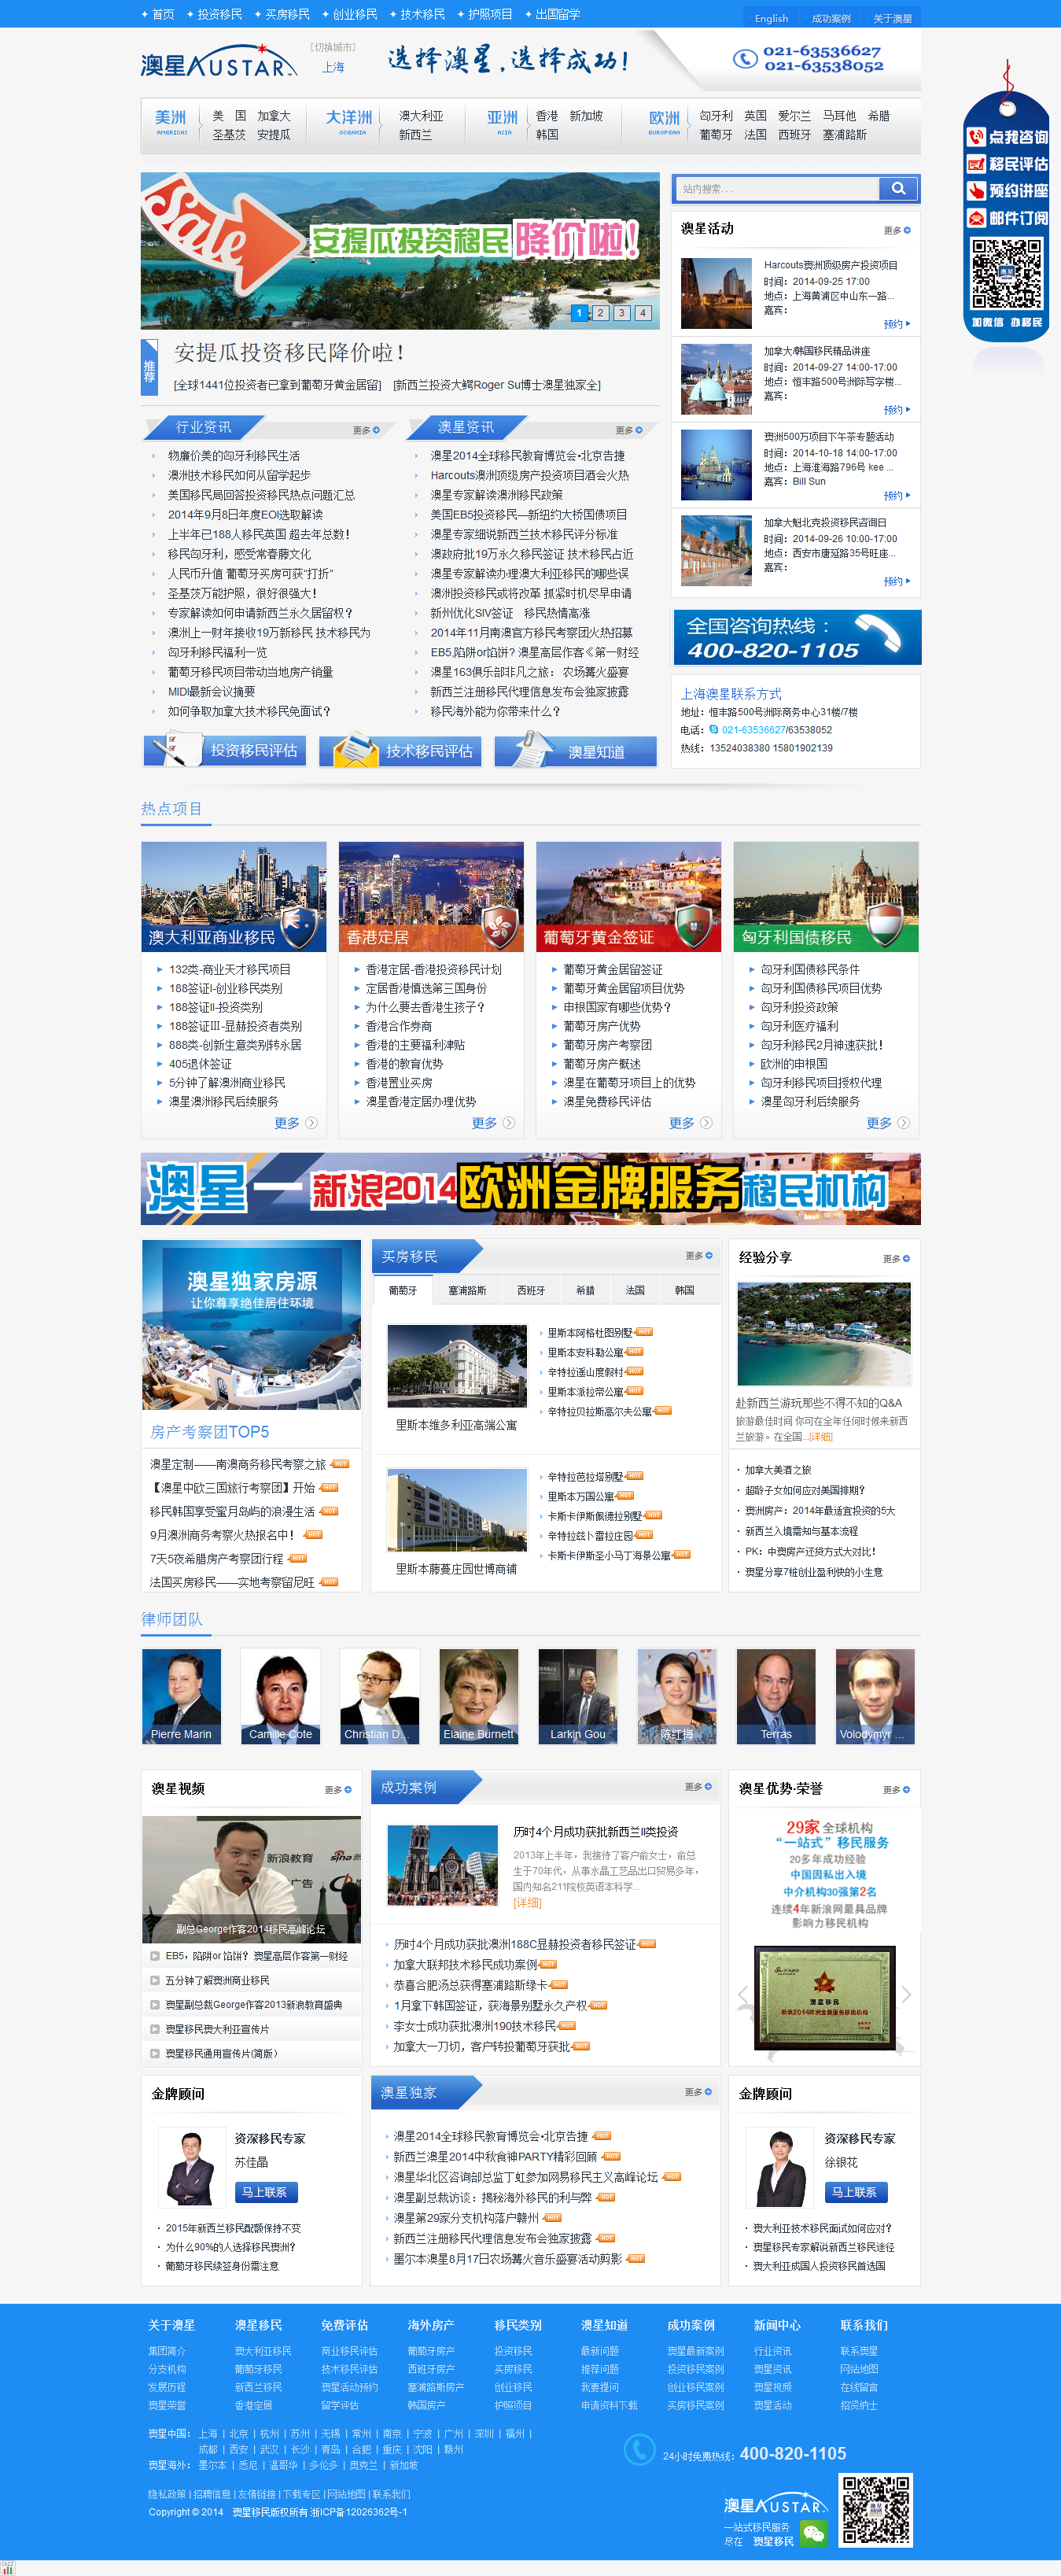 首页 投资移民 买房移民 创业移民 技术移民 护照项目 出国留学
English 成功案例 关于澳星
澳星AUSTAR
[切换城市]
上海
选择澳星,选择成功!
021-63536627
021-63538052
美洲 AMERICAS 美 国 加拿大 圣基茨 安提瓜
大洋洲 OCEANIA 澳大利亚 新西兰
亚洲 ASIA 香港 新加坡 韩国
欧洲 EUROPEAN 匈牙利 英国 爱尔兰 马耳他 希腊
葡萄牙 法国 西班牙 塞浦路斯
点我咨询
移民评估
预约讲座
邮件订阅
加微信 办移民
Sale
安提瓜投资移民降价啦!
1 2 3 4
推荐
安提瓜投资移民降价啦!
[全球1441位投资者已拿到葡萄牙黄金居留] [新西兰投资大鳄Roger Su博士澳星独家全]
行业资讯 更多
物廉价美的匈牙利移民生活
澳洲技术移民如何从留学起步
美国移民局回答投资移民热点问题汇总
2014年9月8日年度EOI选取解读
上半年已188人移民英国 超去年总数!
移民匈牙利，感受常春藤文化
人民币升值 葡萄牙买房可获"打折"
圣基茨万能护照，很好很强大!
专家解读如何申请新西兰永久居留权?
澳洲上一财年接收19万新移民 技术移民为
匈牙利移民福利一览
葡萄牙移民项目带动当地房产销量
MIDI最新会议摘要
如何争取加拿大技术移民免面试?
澳星资讯 更多
澳星2014全球移民教育博览会•北京告捷
Harcouts澳洲顶级房产投资项目酒会火热
澳星专家解读澳洲移民政策
美国EB5投资移民—新纽约大桥国债项目
澳星专家细说新西兰技术移民评分标准
澳政府批19万永久移民签证 技术移民占近
澳星专家解读办理澳大利亚移民的哪些误
澳洲投资移民或将改革 抓紧时机尽早申请
新州优化SIV签证 移民热情高涨
2014年11月南澳官方移民考察团火热招募
EB5,陷阱or馅饼? 澳星高层作客《第一财经
澳星163俱乐部非凡之旅: 农场篝火盛宴
新西兰注册移民代理信息发布会独家披露
移民海外能为你带来什么?
投资移民评估
技术移民评估
澳星知道
站内搜索...
澳星活动 更多
Harcouts澳洲顶级房产投资项目
时间: 2014-09-25 17:00
地点: 上海黄浦区中山东一路...
嘉宾:
预约
加拿大/韩国移民精品讲座
时间: 2014-09-27 14:00-17:00
地点: 恒丰路500号洲际写字楼...
嘉宾:
预约
澳洲500万项目下午茶专题活动
时间: 2014-10-18 14:00-17:00
地点: 上海淮海路796号 kee ...
嘉宾: Bill Sun
预约
加拿大魁北克投资移民咨询日
时间: 2014-09-26 10:00-17:00
地点: 西安市唐延路35号旺座...
嘉宾:
预约
全国咨询热线:
400-820-1105
上海澳星联系方式
地址: 恒丰路500号洲际商务中心31楼/7楼
电话: 021-63536627/63538052
热线: 13524038380 15801902139
热点项目
澳大利亚商业移民
132类-商业天才移民项目
188签证I-创业移民类别
188签证II-投资类别
188签证III-显赫投资者类别
888类-创新生意类别转永居
405退休签证
5分钟了解澳洲商业移民
澳星澳洲移民后续服务
更多
香港定居
香港定居-香港投资移民计划
定居香港慎选第三国身份
为什么要去香港生孩子?
香港合作券商
香港的主要福利津贴
香港的教育优势
香港置业买房
澳星香港定居办理优势
更多
葡萄牙黄金签证
葡萄牙黄金居留签证
葡萄牙黄金居留项目优势
申根国家有哪些优势?
葡萄牙房产优势
葡萄牙房产考察团
葡萄牙房产概述
澳星在葡萄牙项目上的优势
澳星免费移民评估
更多
匈牙利国债移民
匈牙利国债移民条件
匈牙利国债移民项目优势
匈牙利投资政策
匈牙利医疗福利
匈牙利移民2月神速获批!
欧洲的申根国
匈牙利移民项目授权代理
澳星匈牙利后续服务
更多
澳星一新浪2014欧洲金牌服务移民机构
澳星独家房源
让你尊享绝佳居住环境
房产考察团TOP5
澳星定制——南澳商务移民考察之旅 HOT
【澳星中欧三国旅行考察团】开始 HOT
移民韩国享受蜜月岛屿的浪漫生活 HOT
9月澳洲商务考察火热报名中! HOT
7天5夜希腊房产考察团行程 HOT
法国买房移民——实地考察留尼旺 HOT
买房移民 更多
葡萄牙 塞浦路斯 西班牙 希腊 法国 韩国
里斯本维多利亚高端公寓
里斯本阿格杜图别墅 HOT
里斯本安科勒公寓 HOT
辛特拉遥山度假村 HOT
里斯本派拉帝公寓 HOT
辛特拉贝拉斯高尔夫公寓 HOT
里斯本藤蔓庄园世博商铺
辛特拉芭拉塔别墅 HOT
里斯本万国公寓 HOT
卡斯卡伊斯佩德拉别墅 HOT
辛特拉兹卜雷拉庄园 HOT
卡斯卡伊斯圣小马丁海景公寓 HOT
经验分享 更多
赴新西兰游玩那些不得不知的Q&A
旅游最佳时间 你可在全年任何时候来新西
兰旅游。在全国...[详细]
加拿大美酒之旅
超龄子女如何应对美国排期?
澳洲房产: 2014年最适宜投资的5大
新西兰入境需知与基本流程
PK: 中澳房产还贷方式大对比!
澳星分享7桩创业盈利快的小生意
律师团队
Pierre Marin Camille Cote Christian D... Elaine Burnett Larkin Gou 陈红梅 Terras Volodymyr ...
澳星视频 更多
新浪教育
副总George作客2014移民高峰论坛
EB5，陷阱or 馅饼? 澳星高层作客第一财经
五分钟了解澳洲商业移民
澳星副总裁George作客2013新浪教育盛典
澳星移民澳大利亚宣传片
澳星移民通用宣传片(简版)
成功案例 更多
历时4个月成功获批新西兰II类投资
2013年上半年，我接待了客户俞女士，俞总
生于70年代，从事水晶工艺品出口贸易多年，
国内知名211院校英语本科学...
[详细]
历时4个月成功获批澳洲188C显赫投资者移民签证 HOT
加拿大联邦技术移民成功案例 HOT
恭喜合肥汤总获得塞浦路斯绿卡 HOT
1月拿下韩国签证，获海景别墅永久产权 HOT
李女士成功获批澳洲190技术移民 HOT
加拿大一刀切，客户转投葡萄牙获批 HOT
澳星优势·荣誉 更多
29家 全球机构
“一站式”移民服务
20多年成功经验
中国因私出入境
中介机构30强第2名
连续4年新浪网最具品牌
影响力移民机构
澳星移民
新浪2014欧洲金牌服务移民机构
金牌顾问
资深移民专家
苏佳晶
马上联系
2015年新西兰移民配额保持不变
为什么90%的人选择移民澳洲?
葡萄牙移民续签身份需注意
澳星独家 更多
澳星2014全球移民教育博览会•北京告捷 HOT
新西兰澳星2014中秋食神PARTY精彩回顾 HOT
澳星华北区咨询部总监丁虹参加网易移民主义高峰论坛 HOT
澳星副总裁访谈: 揭秘海外移民的利与弊 HOT
澳星第29家分支机构落户赣州 HOT
新西兰注册移民代理信息发布会独家披露 HOT
墨尔本澳星8月17日农场篝火音乐盛宴活动剪影 HOT
金牌顾问
资深移民专家
徐银花
马上联系
澳大利亚技术移民面试如何应对?
澳星移民专家解说新西兰移民途径
澳大利亚成国人投资移民首选国
关于澳星 澳星移民 免费评估 海外房产 移民类别 澳星知道 成功案例 新闻中心 联系我们
集团简介 澳大利亚移民 商业移民评估 葡萄牙房产 投资移民 最新问题 澳星最新案例 行业资讯 联系澳星
分支机构 葡萄牙移民 技术移民评估 西班牙房产 买房移民 推荐问题 投资移民案例 澳星资讯 网站地图
发展历程 新西兰移民 澳星活动预约 塞浦路斯房产 创业移民 我要提问 创业移民案例 澳星视频 在线留言
澳星荣誉 香港定居 留学评估 韩国房产 护照项目 申请资料下载 买房移民案例 澳星活动 招贤纳士
澳星中国: 上海 | 北京 | 杭州 | 苏州 | 无锡 | 常州 | 南京 | 宁波 | 广州 | 深圳 | 福州 |
成都 | 西安 | 武汉 | 长沙 | 青岛 | 合肥 | 重庆 | 沈阳 | 赣州
澳星海外: 墨尔本 | 悉尼 | 温哥华 | 多伦多 | 奥克兰 | 新加坡
24小时免费热线: 400-820-1105
隐私政策 | 招聘信息 | 友情链接 | 下载专区 | 网站地图 | 联系我们
Copyright © 2014 澳星移民版权所有 浙ICP备12026362号-1
澳星AUSTAR
一站式移民服务
尽在 澳星移民